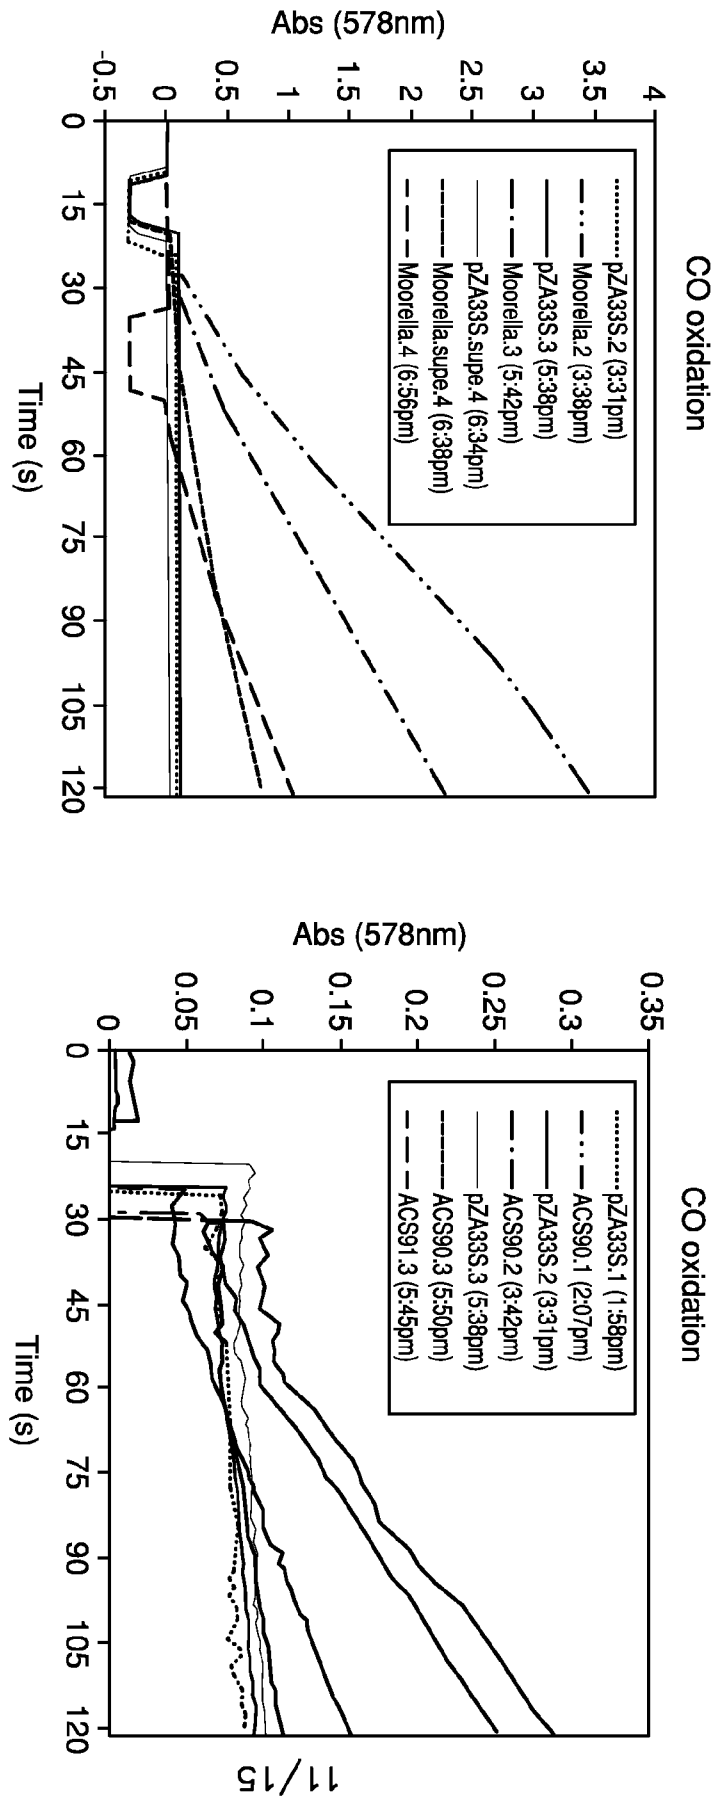 CO oxidation
Abs (578nm)
4
3.5
3
2.5
2
1.5
1
0.5
0
-0.5
pZA33S.2 (3:31pm)
Moorella.2 (3:38pm)
pZA33S.3 (5:38pm)
Moorella.3 (5:42pm)
pZA33S.supe.4 (6:34pm)
Moorella.supe.4 (6:38pm)
Moorella.4 (6:56pm)
0 15 30 45 60 75 90 105 120
Time (s)
CO oxidation
Abs (578nm)
0.35
0.3
0.25
0.2
0.15
0.1
0.05
0
pZA33S.1 (1:58pm)
ACS90.1 (2:07pm)
pZA33S.2 (3:31pm)
ACS90.2 (3:42pm)
pZA33S.3 (5:38pm)
ACS90.3 (5:50pm)
ACS91.3 (5:45pm)
0 15 30 45 60 75 90 105 120
Time (s)
11/15